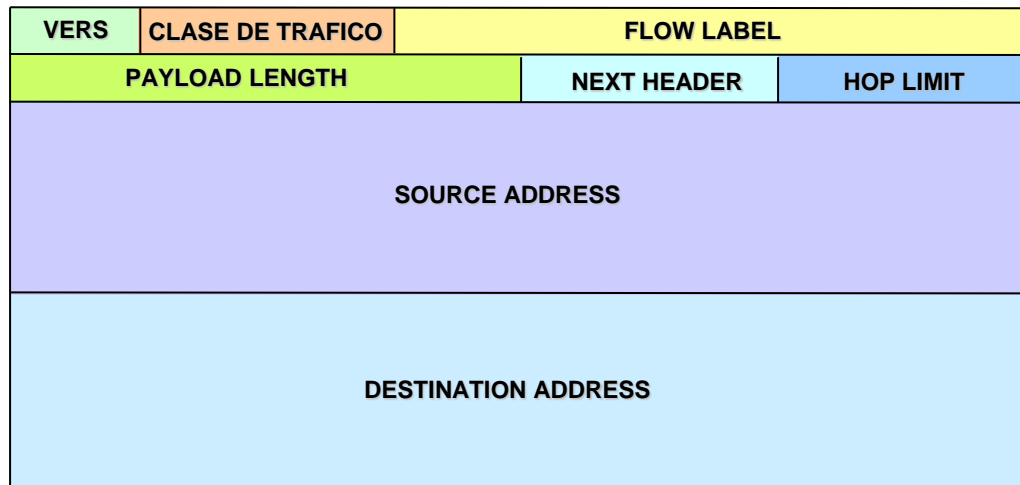 VERS CLASE DE TRAFICO FLOW LABEL
PAYLOAD LENGTH NEXT HEADER HOP LIMIT
SOURCE ADDRESS
DESTINATION ADDRESS